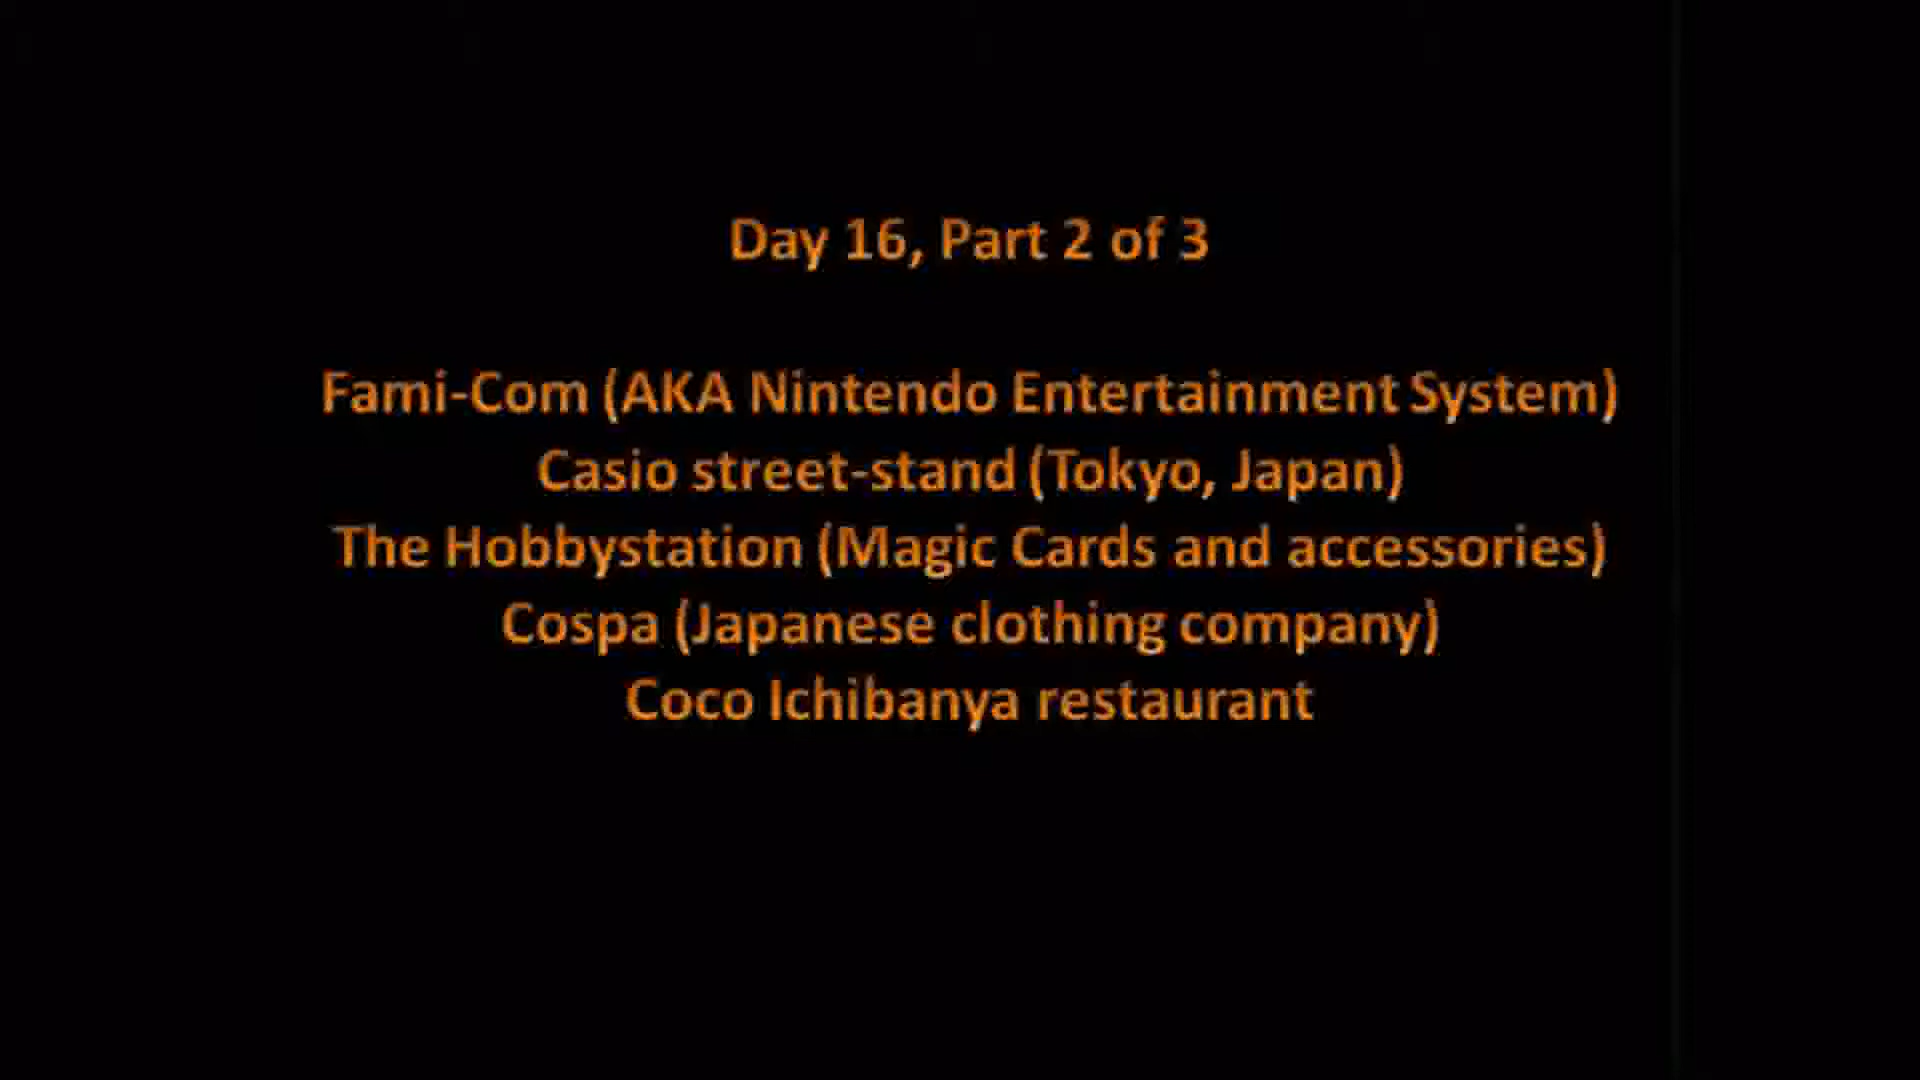 Day 16, Part 2 of 3
Fami-Com (AKA Nintendo Entertainment System)
Casio street-stand (Tokyo, Japan)
The Hobbystation (Magic Cards and accessories)
Cospa (Japanese clothing company)
Coco Ichibanya restaurant